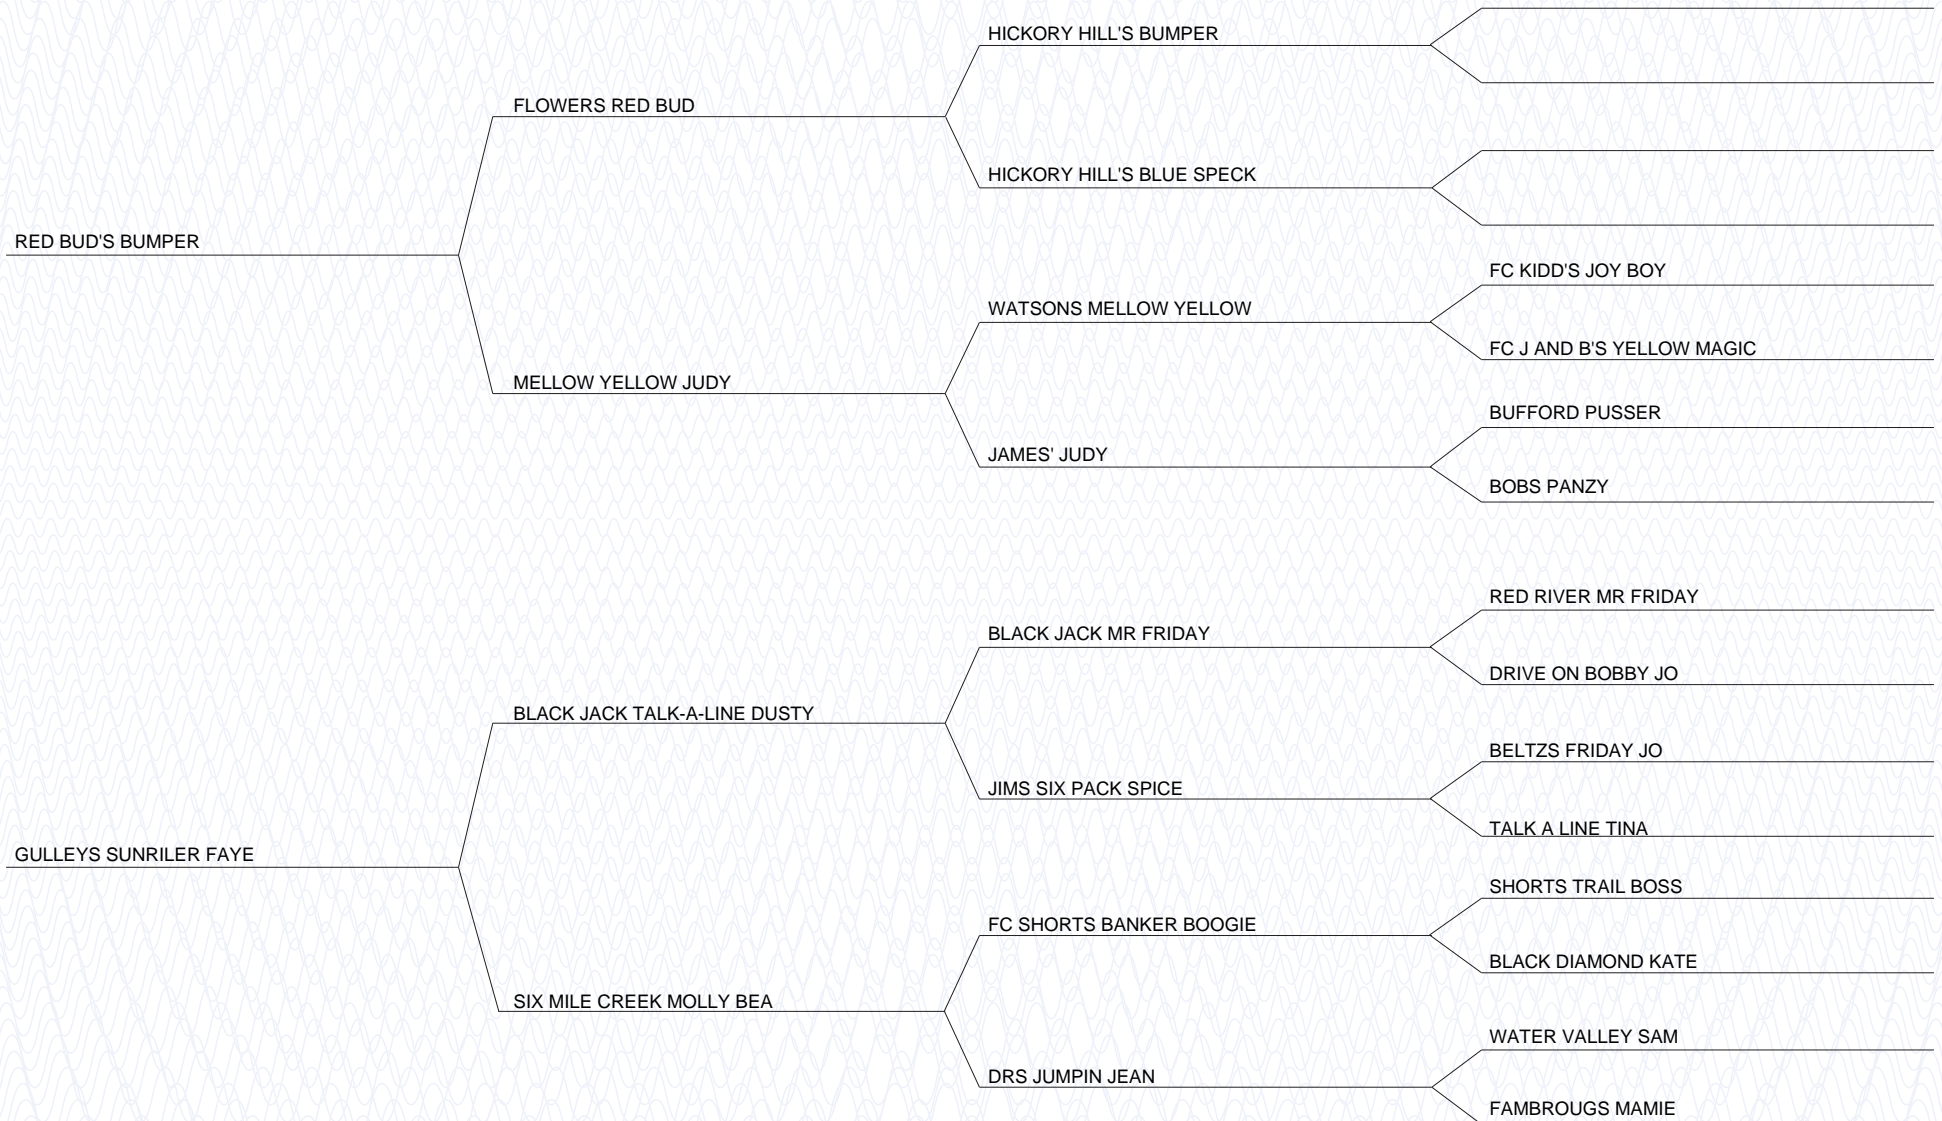 HICKORY HILL'S BUMPER
FLOWERS RED BUD
HICKORY HILL'S BLUE SPECK
RED BUD'S BUMPER
FC KIDD'S JOY BOY
WATSONS MELLOW YELLOW
FC J AND B'S YELLOW MAGIC
MELLOW YELLOW JUDY
BUFFORD PUSSER
JAMES' JUDY
BOBS PANZY
RED RIVER MR FRIDAY
BLACK JACK MR FRIDAY
DRIVE ON BOBBY JO
BLACK JACK TALK-A-LINE DUSTY
BELTZS FRIDAY JO
JIMS SIX PACK SPICE
TALK A LINE TINA
GULLEYS SUNRILER FAYE
SHORTS TRAIL BOSS
FC SHORTS BANKER BOOGIE
BLACK DIAMOND KATE
SIX MILE CREEK MOLLY BEA
WATER VALLEY SAM
DRS JUMPIN JEAN
FAMBROUGS MAMIE